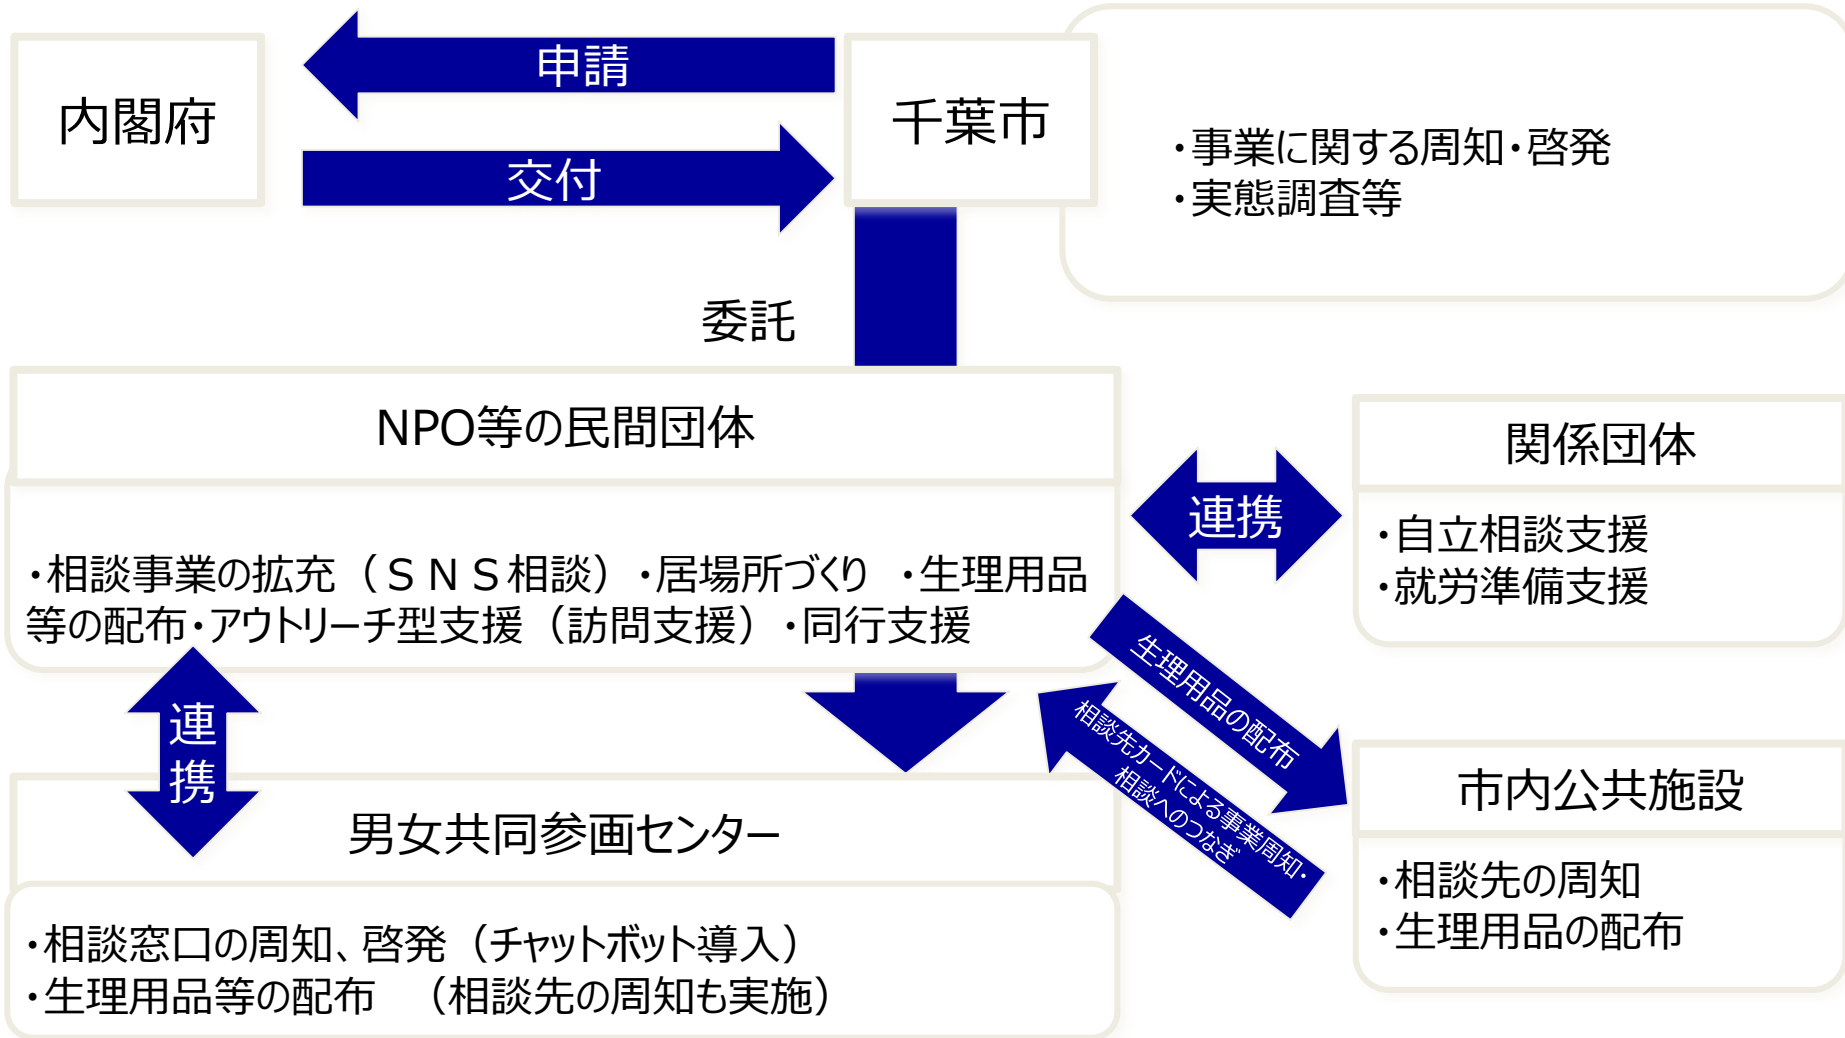 内閣府
申請
交付
千葉市
・事業に関する周知・啓発
・実態調査等
委託
NPO等の民間団体
・相談事業の拡充（ＳＮＳ相談）・居場所づくり　・生理用品
等の配布・アウトリーチ型支援（訪問支援）・同行支援
連携
関係団体
・自立相談支援
・就労準備支援
連
携
生理用品の配布
相談先カードによる事業周知・
相談へのつなぎ
市内公共施設
・相談先の周知
・生理用品の配布
男女共同参画センター
・相談窓口の周知、啓発（チャットボット導入）
・生理用品等の配布　（相談先の周知も実施）